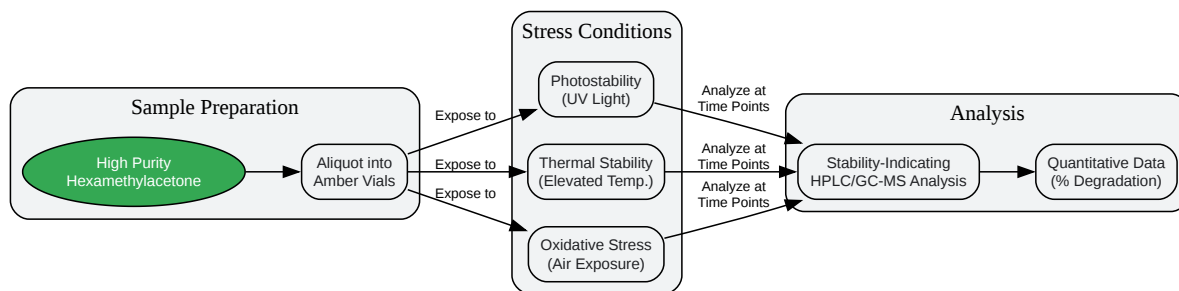 Sample Preparation
High Purity
Hexamethylacetone
Aliquot into
Amber Vials
Expose to
Expose to
Expose to
Stress Conditions
Photostability
(UV Light)
Thermal Stability
(Elevated Temp.)
Oxidative Stress
(Air Exposure)
Analyze at
Time Points
Analyze at
Time Points
Analyze at
Time Points
Analysis
Stability-Indicating
HPLC/GC-MS Analysis
Quantitative Data
(% Degradation)